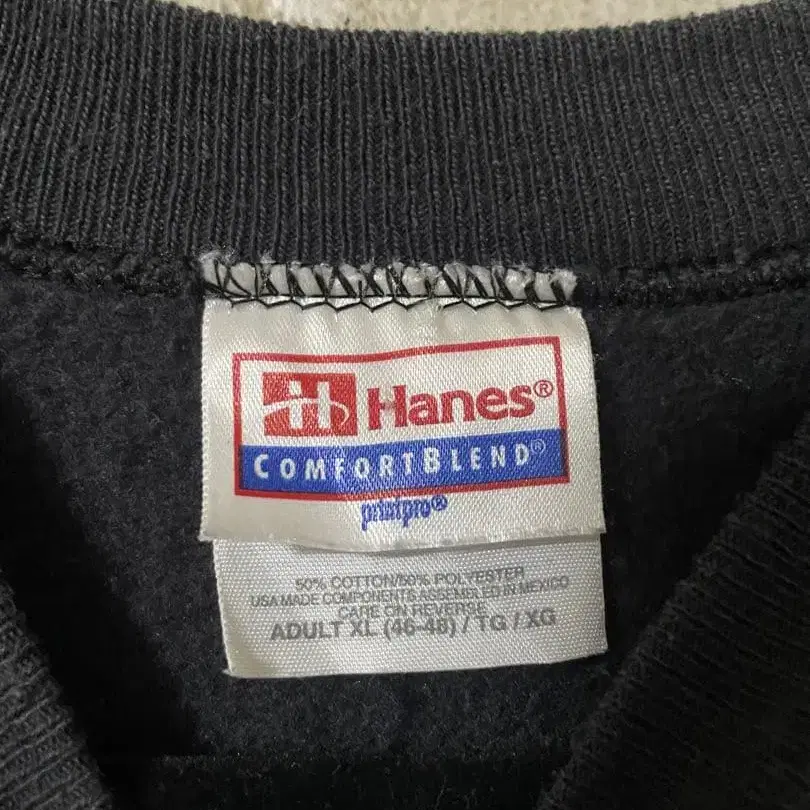 H Hanes®
COMFORTBLEND®
printpro®
50% COTTON/50% POLYESTER
USA MADE COMPONENTS ASSEMBLED IN MEXICO
CARE ON REVERSE
ADULT XL (46-48) / TG / XG